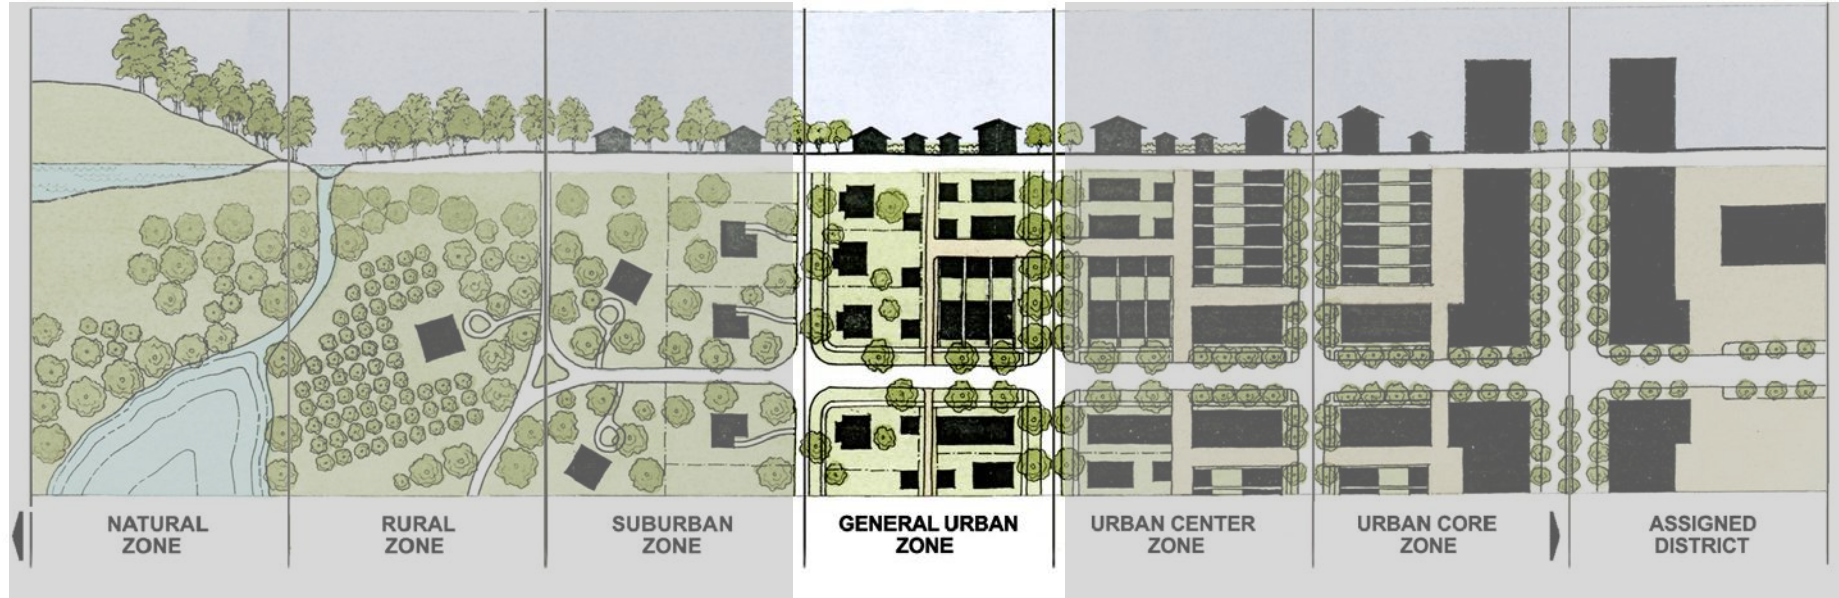 NATURAL
ZONE
RURAL
ZONE
SUBURBAN
ZONE
GENERAL URBAN
ZONE
URBAN CENTER
ZONE
URBAN CORE
ZONE
ASSIGNED
DISTRICT